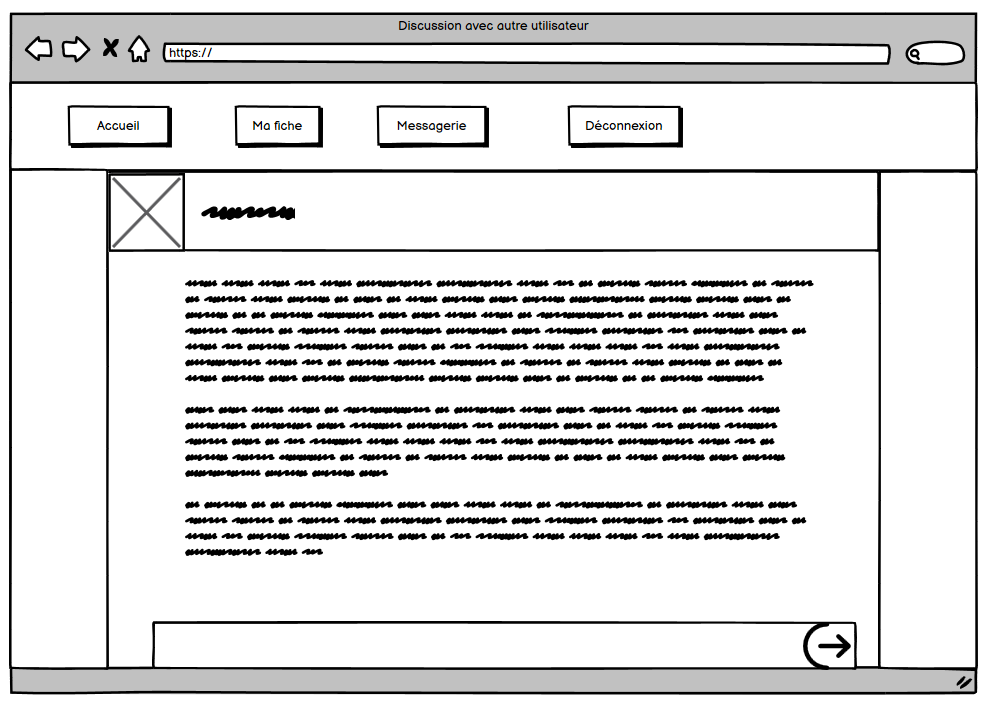 Discussion avec autre utilisateur
https://
Accueil
Ma fiche
Messagerie
Déconnexion